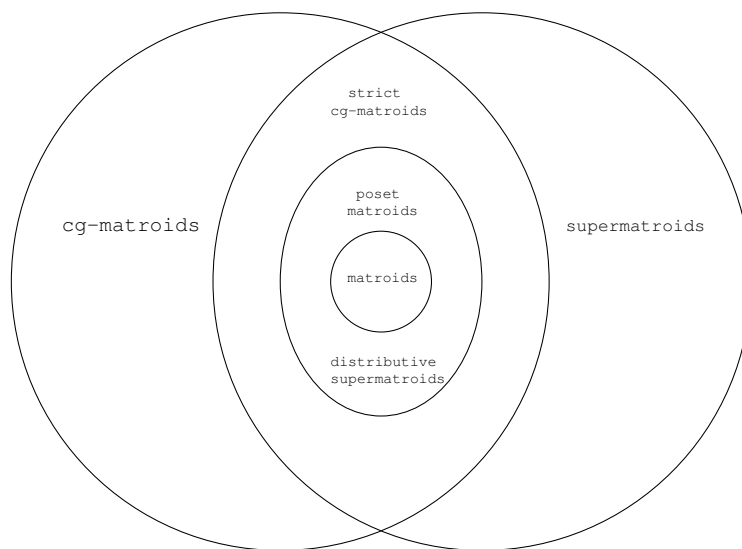 strict
cg-matroids
poset
matroids
cg-matroids
supermatroids
matroids
distributive
supermatroids